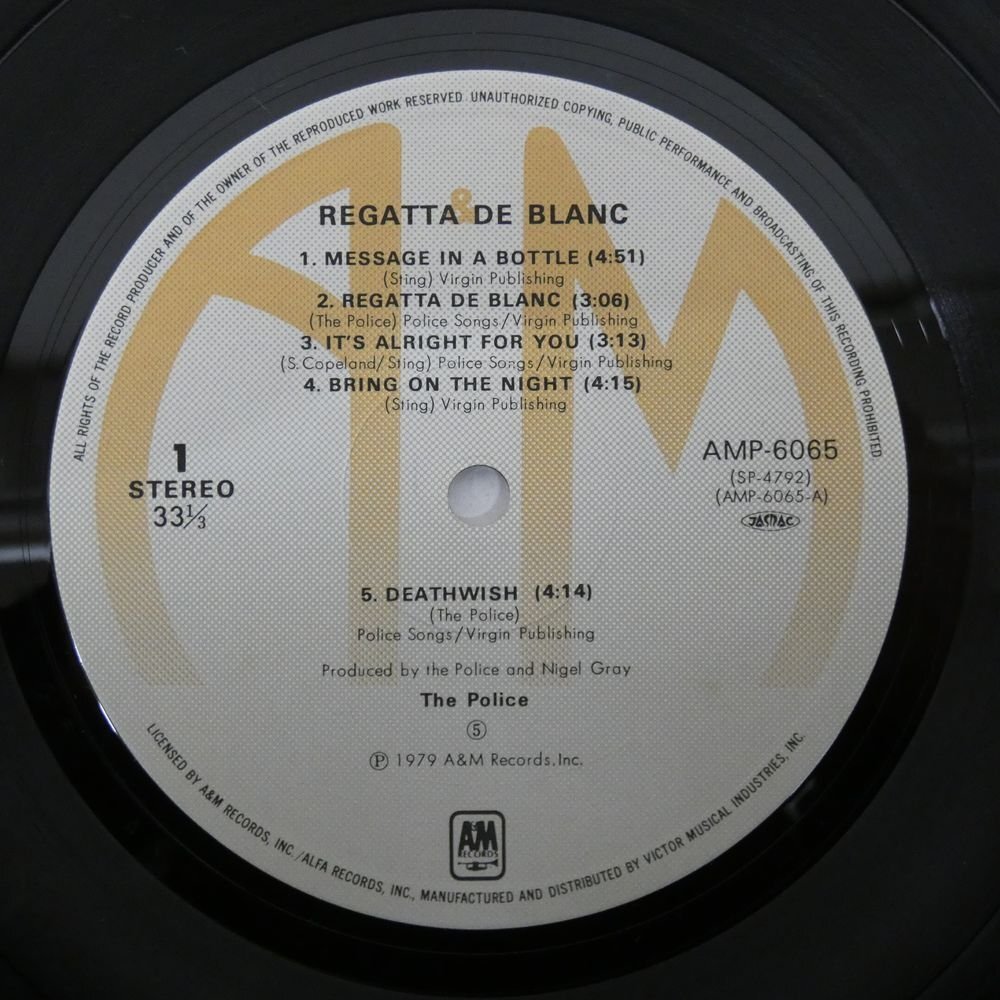 ALL RIGHTS OF THE RECORD PRODUCER AND OF THE OWNER OF THE REPRODUCED WORK RESERVED. UNAUTHORIZED COPYING, PUBLIC PERFORMANCE AND BROADCASTING OF THIS RECORDING PROHIBITED
A&M
REGATTA DE BLANC
1. MESSAGE IN A BOTTLE (4:51)
(Sting) Virgin Publishing
2. REGATTA DE BLANC (3:06)
(The Police) Police Songs/Virgin Publishing
3. IT'S ALRIGHT FOR YOU (3:13)
(S. Copeland/Sting) Police Songs/Virgin Publishing
4. BRING ON THE NIGHT (4:15)
(Sting) Virgin Publishing
1
STEREO
33⅓
AMP-6065
(SP-4792)
(AMP-6065-A)
JASRAC
5. DEATHWISH (4:14)
(The Police)
Police Songs/Virgin Publishing
Produced by the Police and Nigel Gray
The Police
⑤
Ⓟ 1979 A&M Records.Inc.
A&M
RECORDS
LICENSED BY A&M RECORDS, INC./ALFA RECORDS, INC., MANUFACTURED AND DISTRIBUTED BY VICTOR MUSICAL INDUSTRIES, INC.